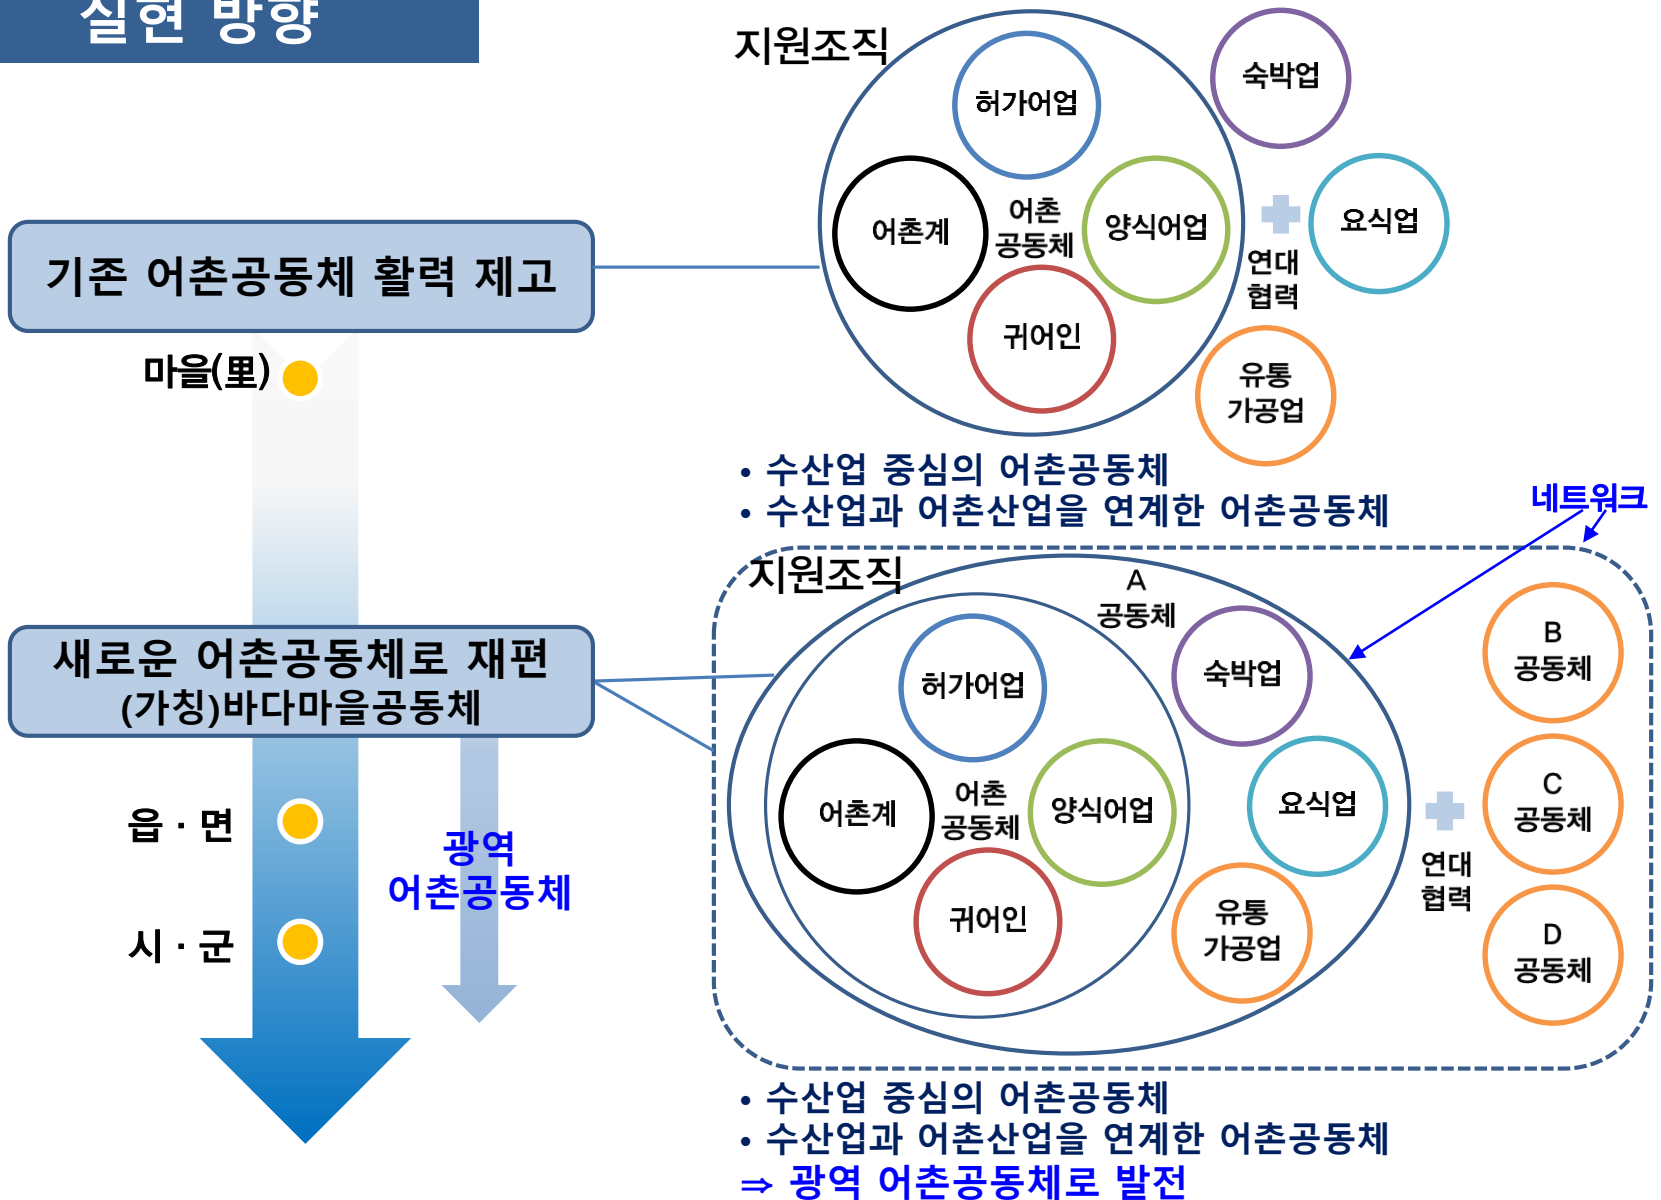 실현 방향
지원조직
허가어업
숙박업
어촌계
어촌
공동체
양식어업
요식업
연대
협력
귀어인
유통
가공업
기존 어촌공동체 활력 제고
마을(里)
• 수산업 중심의 어촌공동체
• 수산업과 어촌산업을 연계한 어촌공동체
네트워크
지원조직
A
공동체
허가어업
숙박업
B
공동체
새로운 어촌공동체로 재편
(가칭)바다마을공동체
어촌계
어촌
공동체
양식어업
요식업
C
공동체
연대
협력
귀어인
유통
가공업
D
공동체
읍 · 면
광역
어촌공동체
시 · 군
• 수산업 중심의 어촌공동체
• 수산업과 어촌산업을 연계한 어촌공동체
⇒ 광역 어촌공동체로 발전